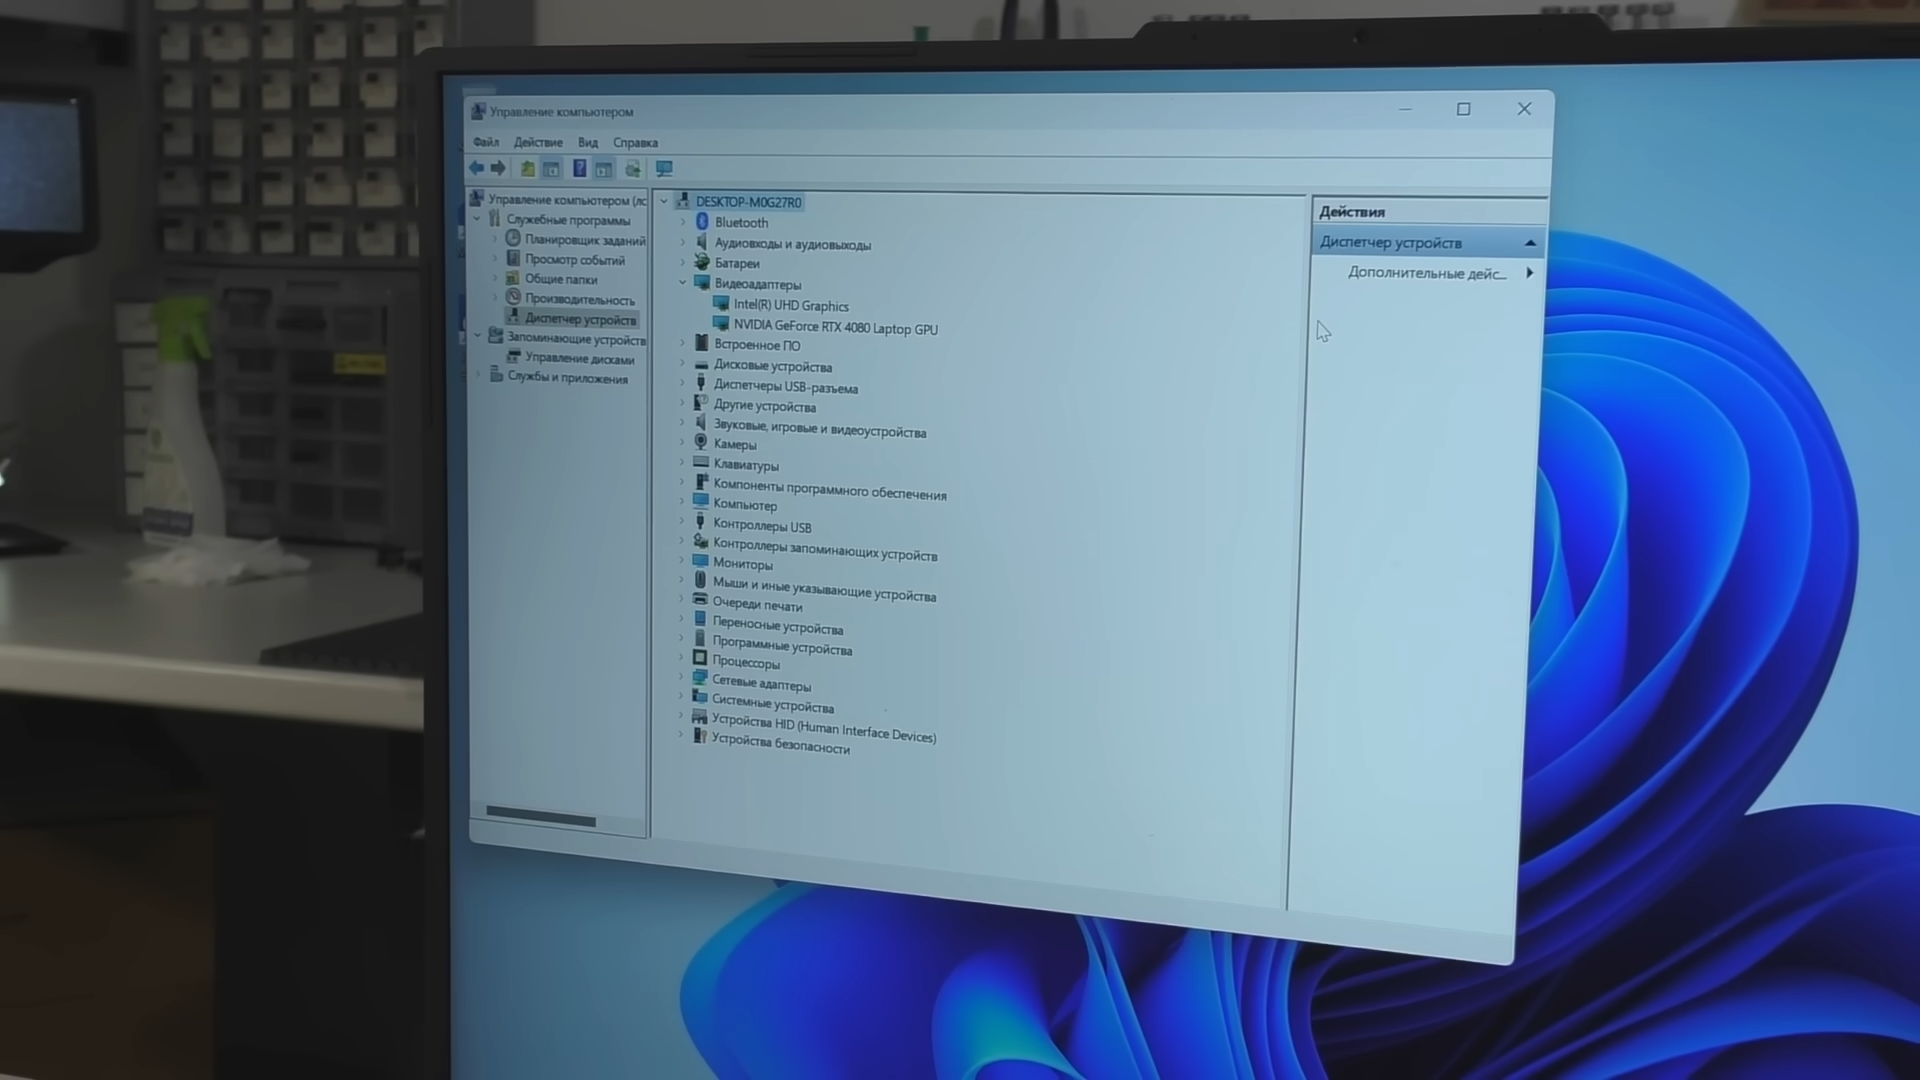 Управление компьютером
Файл Действие Вид Справка
Управление компьютером (лс
Служебные программы
Планировщик заданий
Просмотр событий
Общие папки
Производительность
Диспетчер устройств
Запоминающие устройств
Управление дисками
Службы и приложения
DESKTOP-M0G27R0
Bluetooth
Аудиовходы и аудиовыходы
Батареи
Видеоадаптеры
Intel(R) UHD Graphics
NVIDIA GeForce RTX 4080 Laptop GPU
Встроенное ПО
Дисковые устройства
Диспетчеры USB-разъема
Другие устройства
Звуковые, игровые и видеоустройства
Камеры
Клавиатуры
Компоненты программного обеспечения
Компьютер
Контроллеры USB
Контроллеры запоминающих устройств
Мониторы
Мыши и иные указывающие устройства
Очереди печати
Переносные устройства
Программные устройства
Процессоры
Сетевые адаптеры
Системные устройства
Устройства HID (Human Interface Devices)
Устройства безопасности
Действия
Диспетчер устройств
Дополнительные дейс...